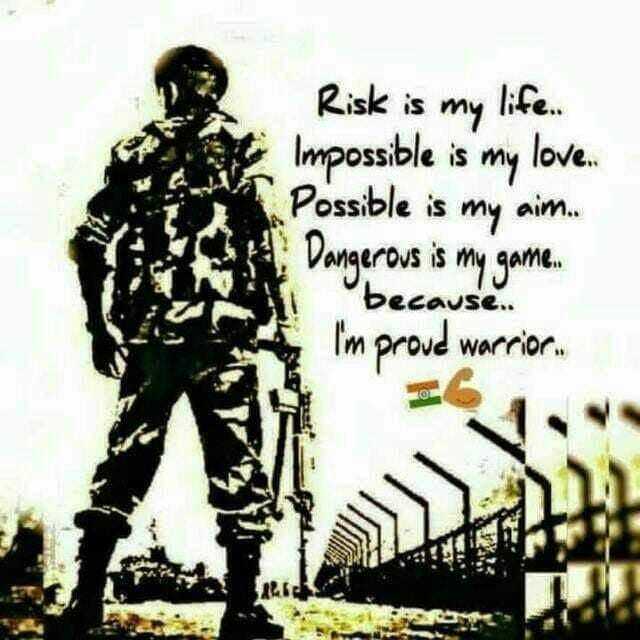 Risk is my life..
Impossible is my love..
Possible is my aim..
Dangerous is my game..
because..
I'm proud warrior..